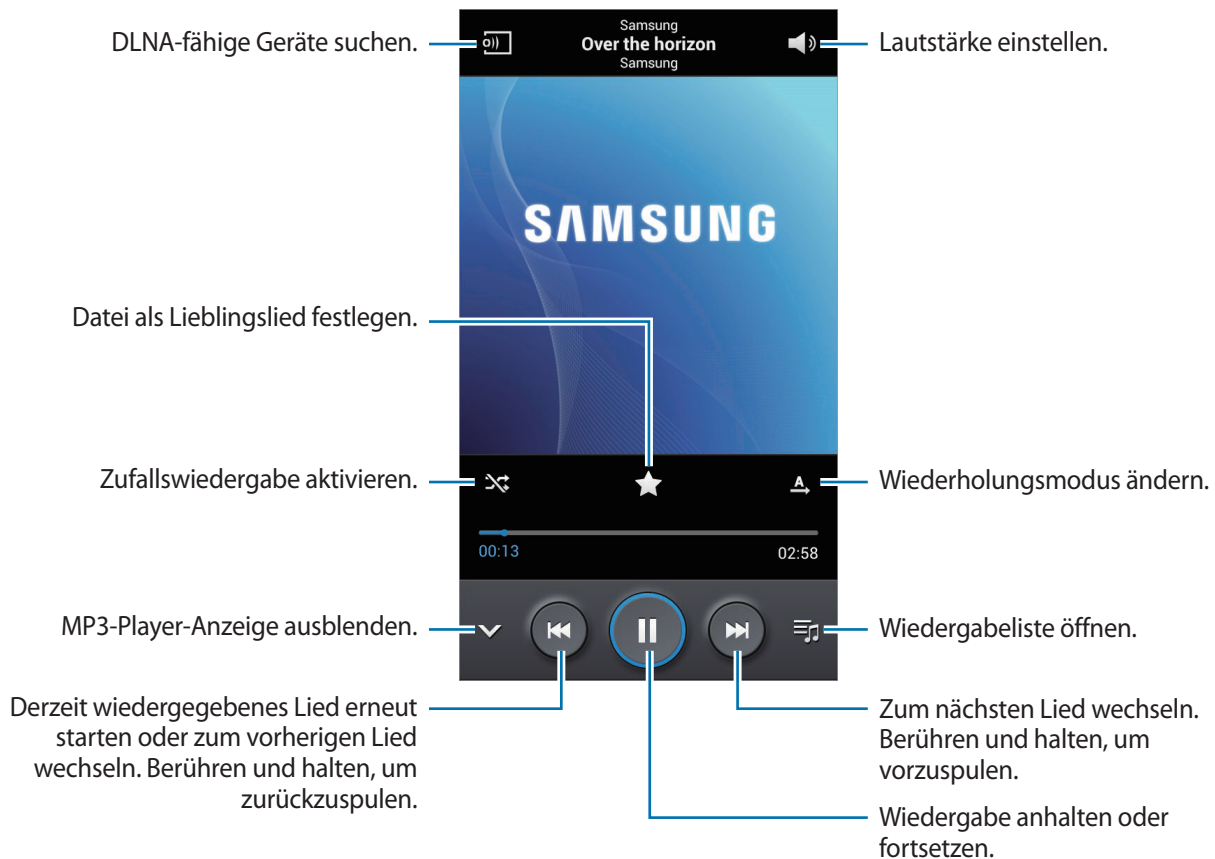 DLNA-fähige Geräte suchen.
Samsung
Over the horizon
Samsung
Lautstärke einstellen.
SAMSUNG
Datei als Lieblingslied festlegen.
Zufallswiedergabe aktivieren.
A
Wiederholungsmodus ändern.
00:13
02:58
MP3-Player-Anzeige ausblenden.
Wiedergabeliste öffnen.
Derzeit wiedergegebenes Lied erneut
starten oder zum vorherigen Lied
wechseln. Berühren und halten, um
zurückzuspulen.
Zum nächsten Lied wechseln.
Berühren und halten, um
vorzuspulen.
Wiedergabe anhalten oder
fortsetzen.